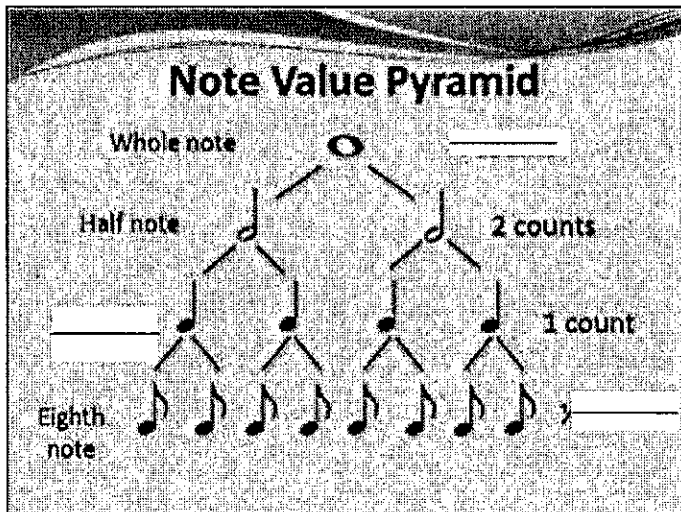 Note Value Pyramid
Whole note
Half note 2 counts
1 count
Eighth
note